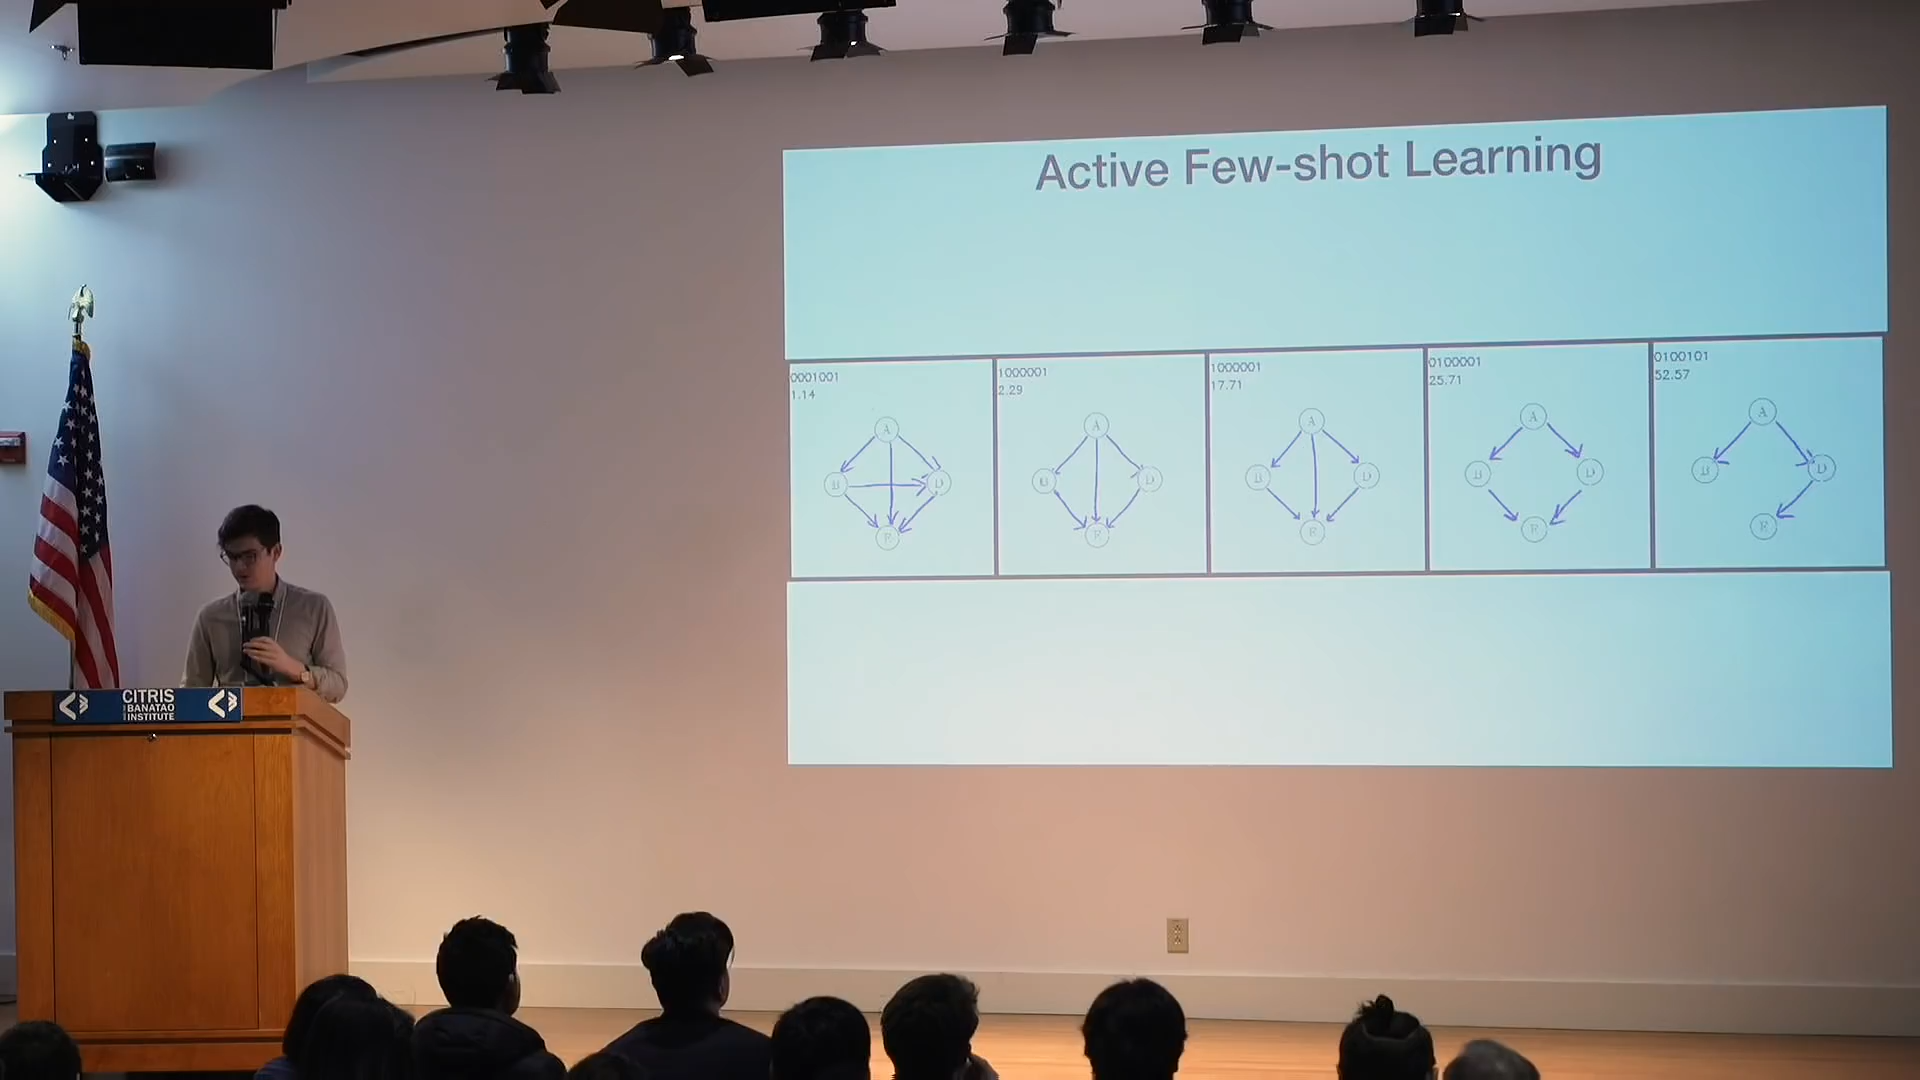 Active Few-shot Learning
0001001
1.14
A
B
D
E
1000001
2.29
A
B
D
E
1000001
17.71
A
B
D
E
0100001
25.71
A
B
D
E
0100101
52.57
A
B
D
E
CITRIS
BANATAO
INSTITUTE